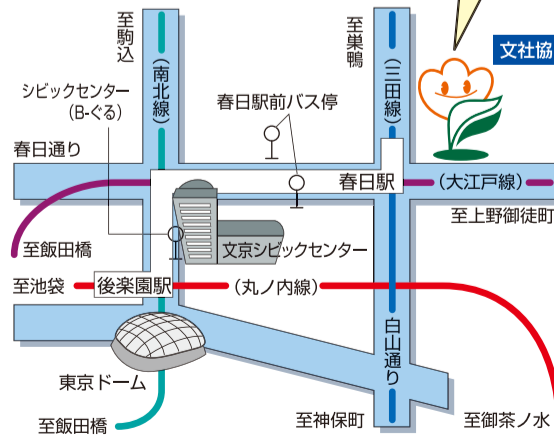 至駒込
（南北線）
至巣鴨
（三田線）
文社協
シビックセンター
（B-ぐる）
春日駅前バス停
春日通り
春日駅
（大江戸線）
至上野御徒町
至飯田橋
文京シビックセンター
至池袋
後楽園駅
（丸ノ内線）
白山通り
東京ドーム
至飯田橋
至神保町
至御茶ノ水